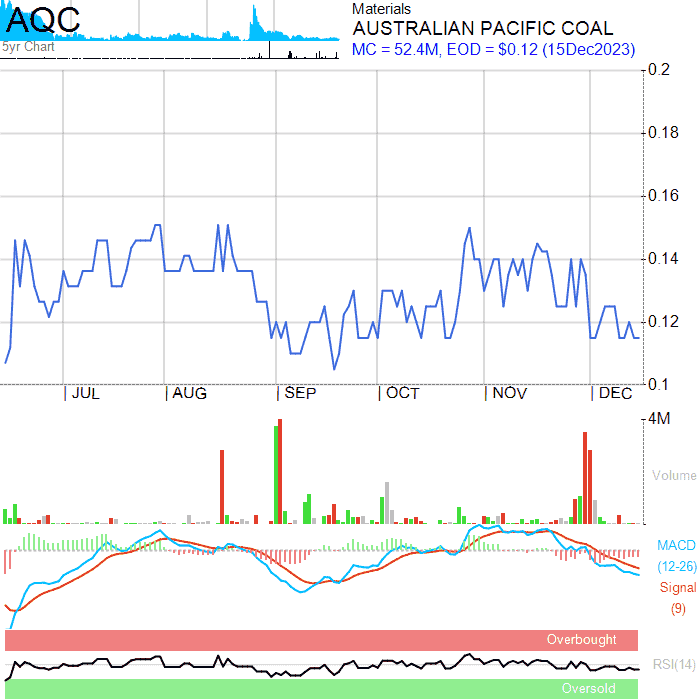 AQC
5yr Chart
Materials
AUSTRALIAN PACIFIC COAL
MC = 52.4M, EOD = $0.12 (15Dec2023)
0.2
0.18
0.16
0.14
0.12
0.1
JUL
AUG
SEP
OCT
NOV
DEC
4M
Volume
MACD
(12-26)
Signal
(9)
Overbought
RSI(14)
Oversold